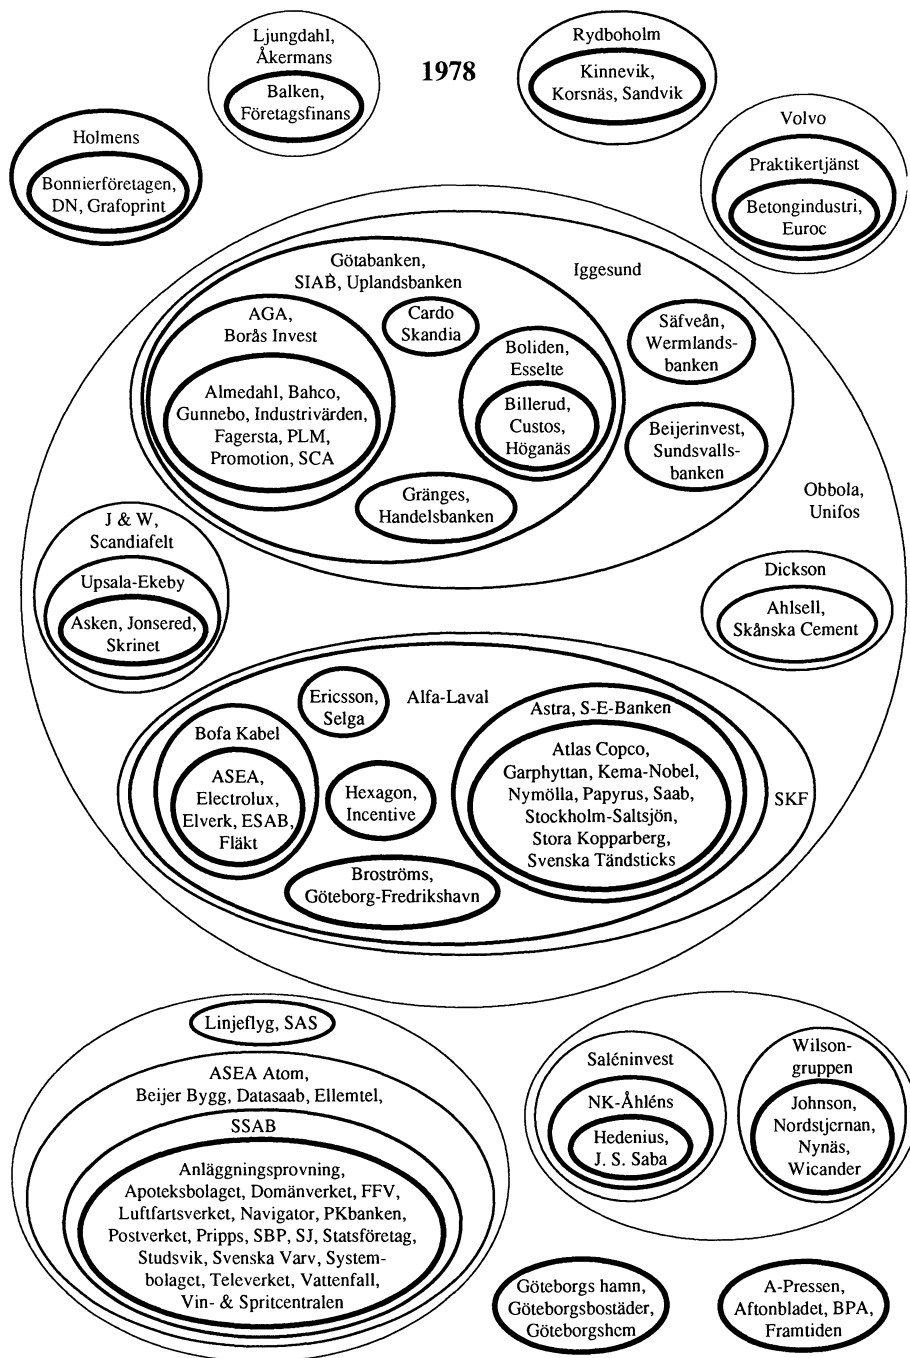 1978
Ljungdahl,
Åkermans
Balken,
Företagsfinans
Rydboholm
Kinnevik,
Korsnäs, Sandvik
Holmens
Bonnierföretagen,
DN, Grafoprint
Volvo
Praktikertjänst
Betongindustri,
Euroc
Götabanken,
SIAB, Uplandsbanken
Iggesund
AGA,
Borås Invest
Cardo
Skandia
Boliden,
Esselte
Säfveån,
Wermlands-
banken
Almedahl, Bahco,
Gunnebo, Industrivärden,
Fagersta, PLM,
Promotion, SCA
Billerud,
Custos,
Höganäs
Beijerinvest,
Sundsvalls-
banken
Gränges,
Handelsbanken
Obbola,
Unifos
J & W,
Scandiafelt
Upsala-Ekeby
Asken, Jonsered,
Skrinet
Dickson
Ahlsell,
Skånska Cement
Ericsson,
Selga
Alfa-Laval
Astra, S-E-Banken
Bofa Kabel
ASEA,
Electrolux,
Elverk, ESAB,
Fläkt
Hexagon,
Incentive
Atlas Copco,
Garphyttan, Kema-Nobel,
Nymölla, Papyrus, Saab,
Stockholm-Saltsjön,
Stora Kopparberg,
Svenska Tändsticks
SKF
Broströms,
Göteborg-Fredrikshavn
Linjeflyg, SAS
ASEA Atom,
Beijer Bygg, Datasaab, Ellemtel,
SSAB
Anläggningsprovning,
Apoteksbolaget, Domänverket, FFV,
Luftfartsverket, Navigator, PKbanken,
Postverket, Pripps, SBP, SJ, Statsföretag,
Studsvik, Svenska Varv, System-
bolaget, Televerket, Vattenfall,
Vin- & Spritcentralen
Saléninvest
NK-Åhléns
Hedenius,
J. S. Saba
Wilson-
gruppen
Johnson,
Nordstjernan,
Nynäs,
Wicander
Göteborgs hamn,
Göteborgsbostäder,
Göteborgshem
A-Pressen,
Aftonbladet, BPA,
Framtiden